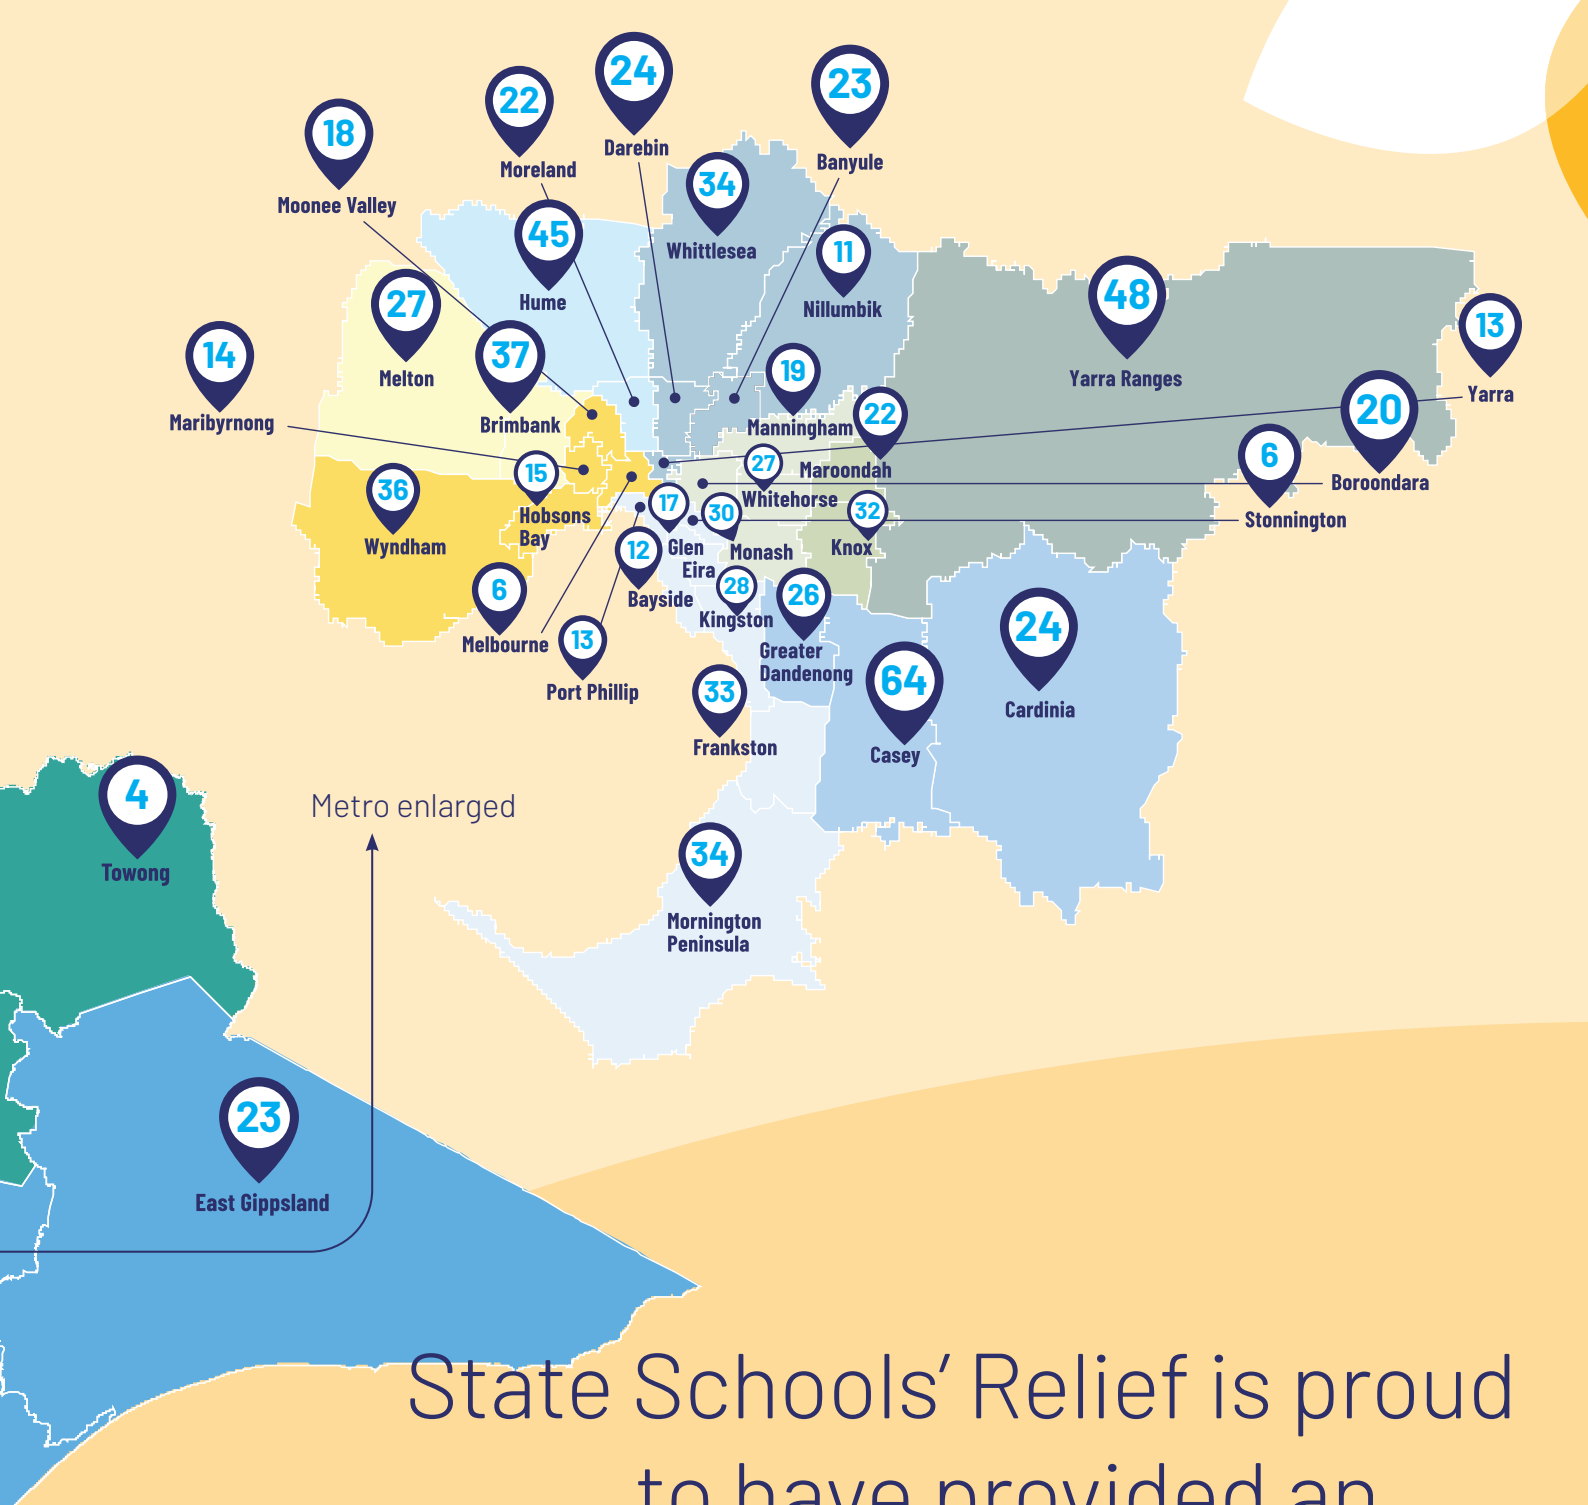 24
Darebin
22
Moreland
23
Banyule
18
Moonee Valley
34
Whittlesea
45
Hume
11
Nillumbik
27
Melton
48
Yarra Ranges
13
Yarra
14
Maribyrnong
37
Brimbank
19
Manningham
22
Maroondah
20
Boroondara
6
Stonnington
27
Whitehorse
15
Hobsons
Bay
36
Wyndham
17
Glen
Eira
30
Monash
32
Knox
12
Bayside
28
Kingston
26
Greater
Dandenong
6
Melbourne
13
Port Phillip
24
Cardinia
64
Casey
33
Frankston
4
Towong
Metro enlarged
34
Mornington
Peninsula
23
East Gippsland
State Schools’ Relief is proud
to have provided an